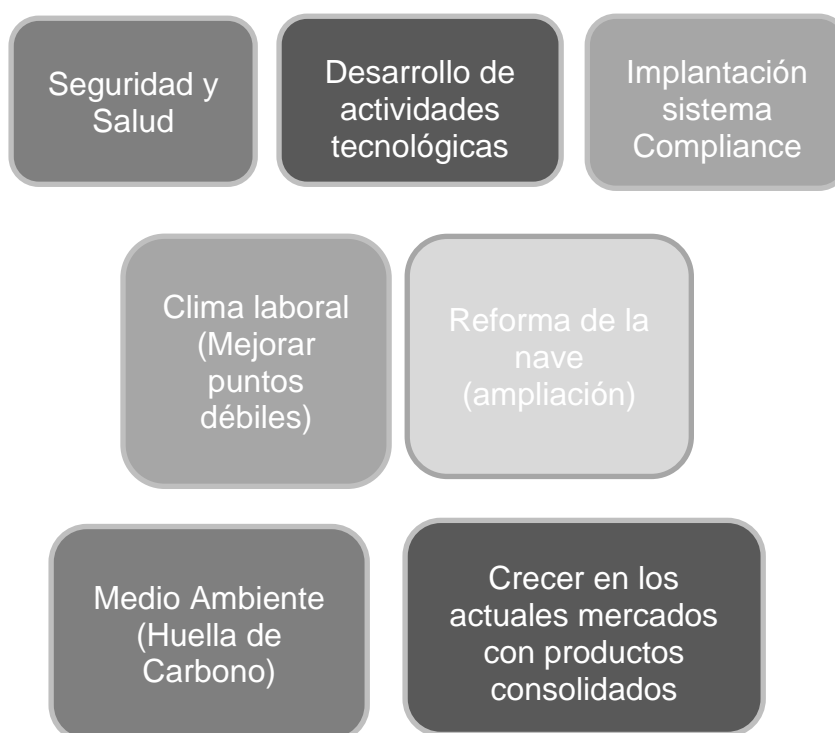 Seguridad y
Salud
Desarrollo de
actividades
tecnológicas
Implantación
sistema
Compliance
Clima laboral
(Mejorar
puntos
débiles)
Reforma de la
nave
(ampliación)
Medio Ambiente
(Huella de
Carbono)
Crecer en los
actuales mercados
con productos
consolidados